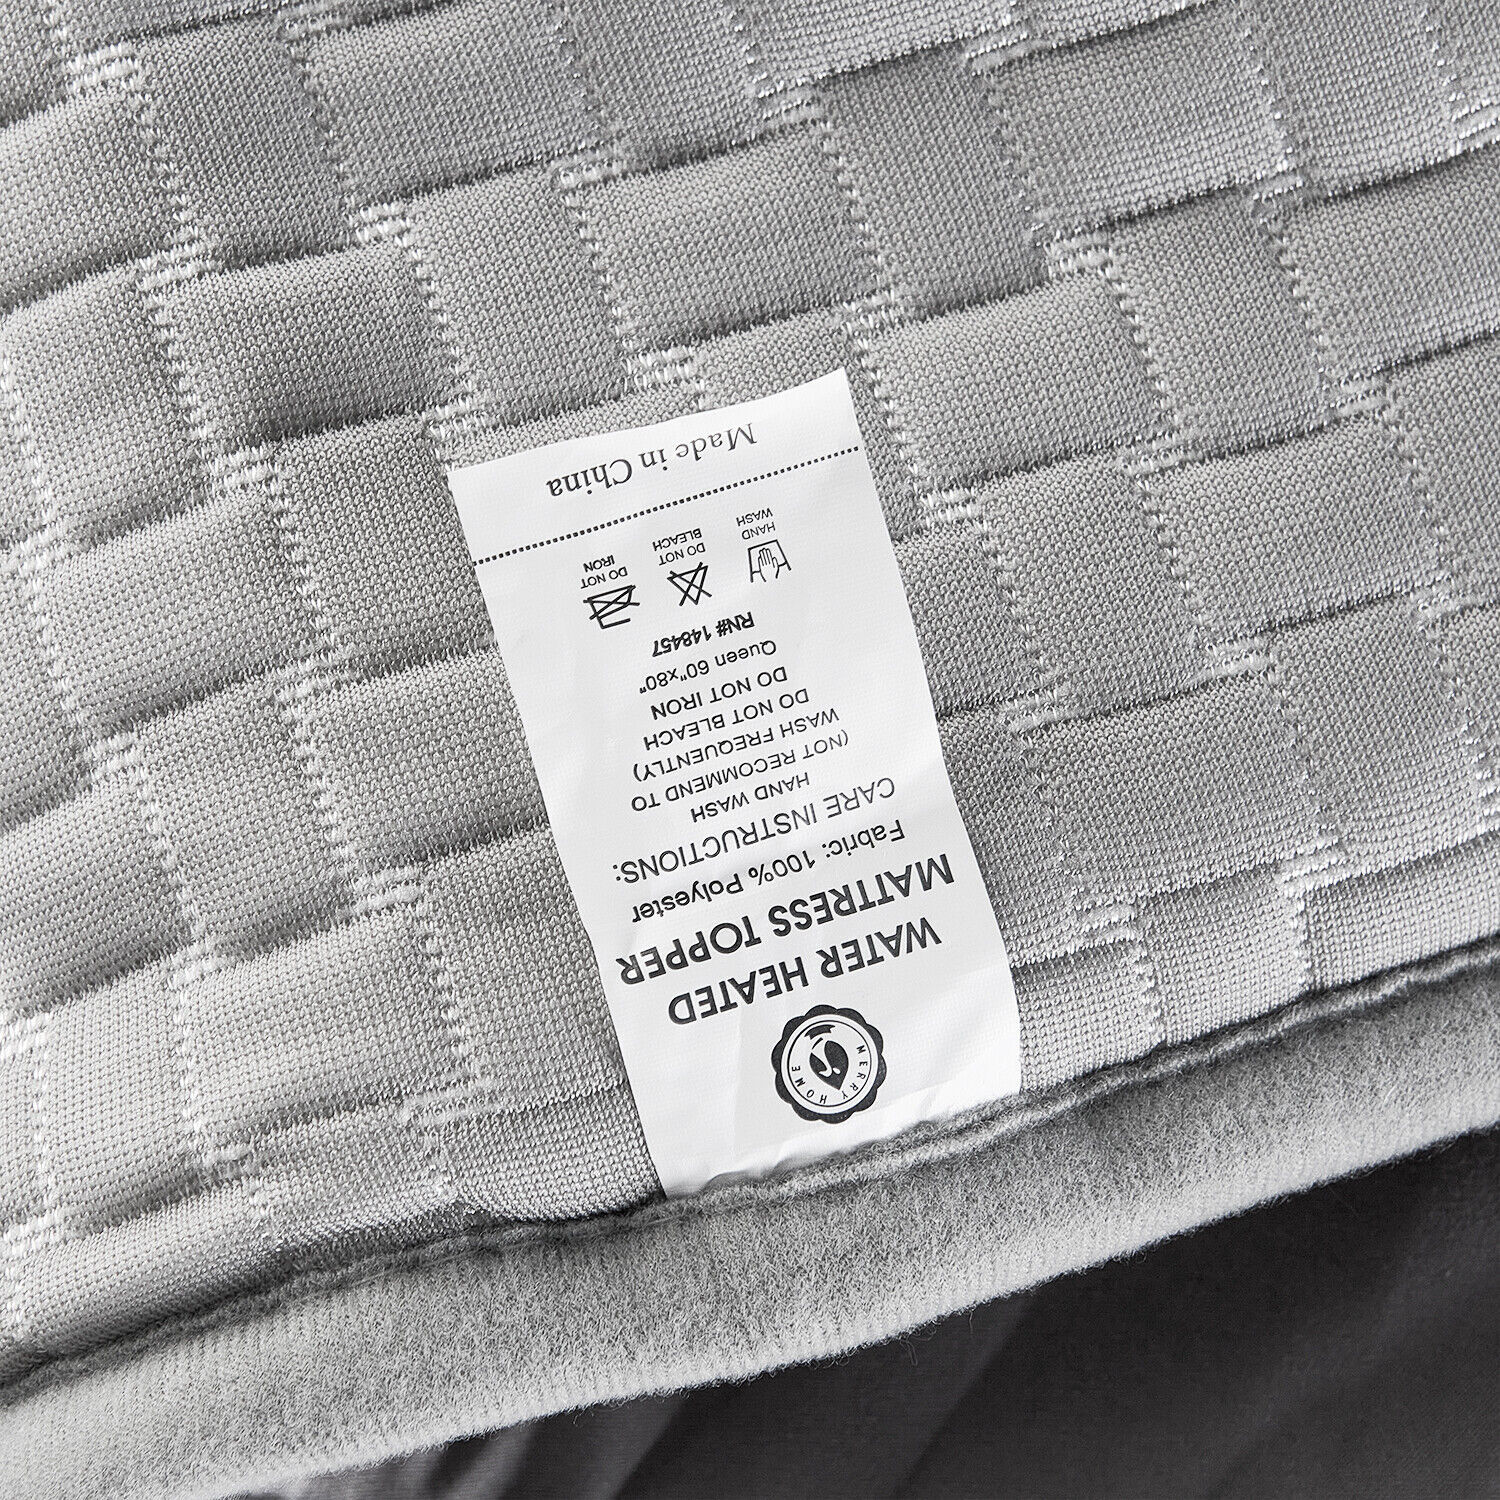 MERRY HOME
WATER HEATED
MATTRESS TOPPER
Fabric: 100% Polyester
CARE INSTRUCTIONS:
HAND WASH
(NOT RECOMMEND TO
WASH FREQUENTLY)
DO NOT BLEACH
DO NOT IRON
Queen 60"x80"
RN# 148457
HAND
WASH
DO NOT
BLEACH
DO NOT
IRON
Made in China